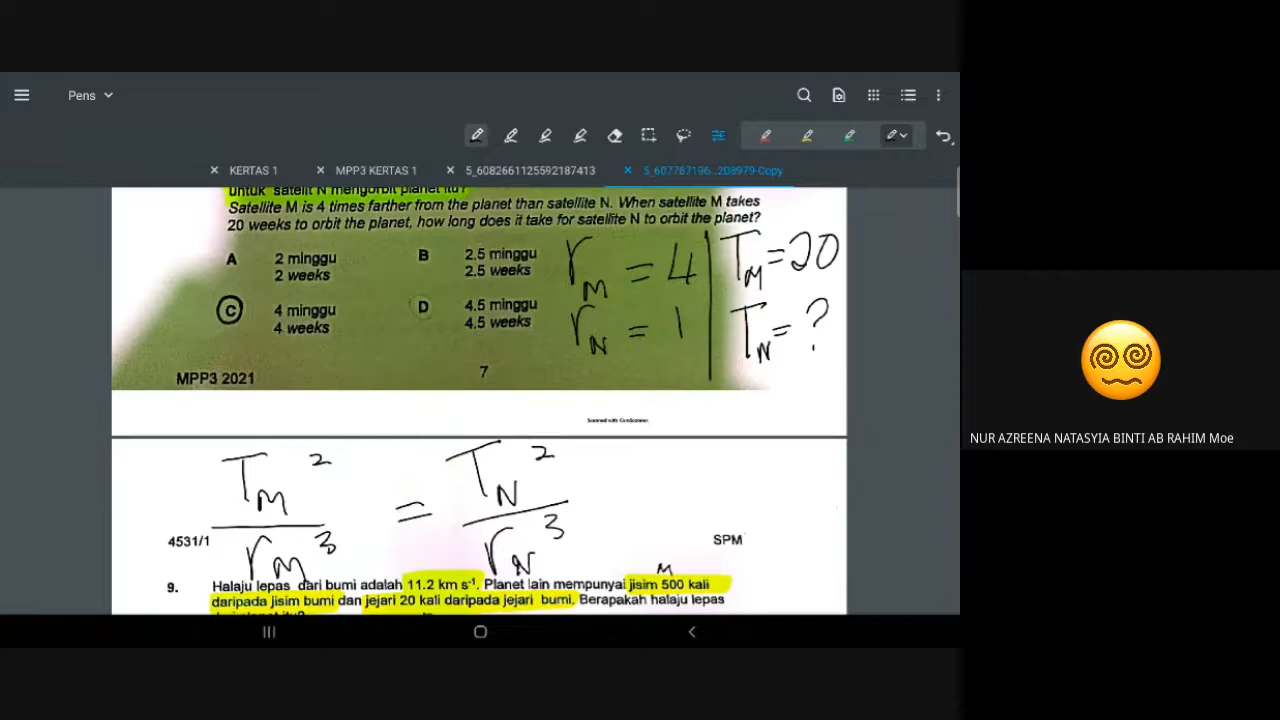 Pens
KERTAS 1
MPP3 KERTAS 1
5_6082661125592187413
5_607787196...208979-Copy
untuk satelit N mengorbit planet itu?
Satellite M is 4 times farther from the planet than satellite N. When satellite M takes
20 weeks to orbit the planet, how long does it take for satellite N to orbit the planet?
A 2 minggu B 2.5 minggu
2 weeks 2.5 weeks
C 4 minggu D 4.5 minggu
4 weeks 4.5 weeks
rM = 4 | TM = 20
rN = 1 | TN = ?
MPP3 2021 7
Scanned with CamScanner
TM² / rM³ = TN² / rN³
4531/1 SPM
M
9. Halaju lepas dari bumi adalah 11.2 km s⁻¹. Planet lain mempunyai jisim 500 kali
daripada jisim bumi dan jejari 20 kali daripada jejari bumi. Berapakah halaju lepas
NUR AZREENA NATASYIA BINTI AB RAHIM Moe